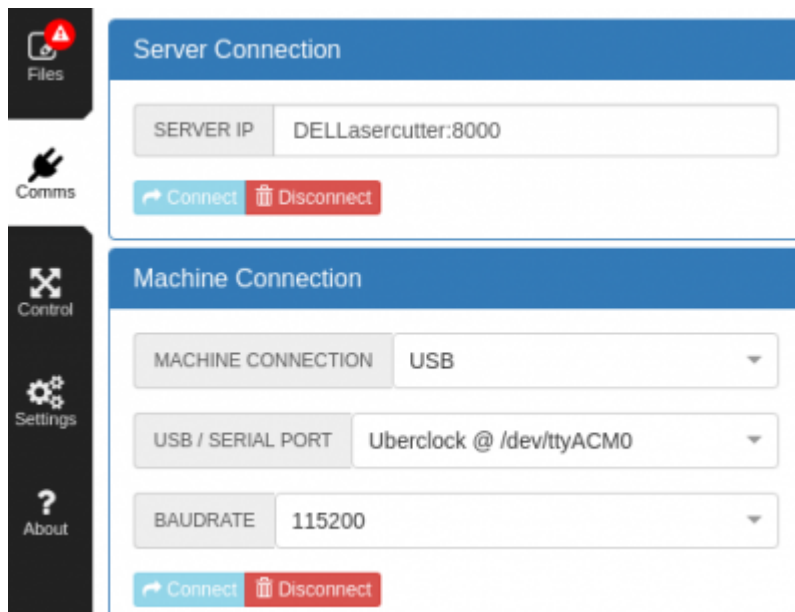 Files
Comms
Control
Settings
? About
Server Connection
SERVER IP DELLasercutter:8000
Connect Disconnect
Machine Connection
MACHINE CONNECTION USB
USB / SERIAL PORT Uberclock @ /dev/ttyACM0
BAUDRATE 115200
Connect Disconnect